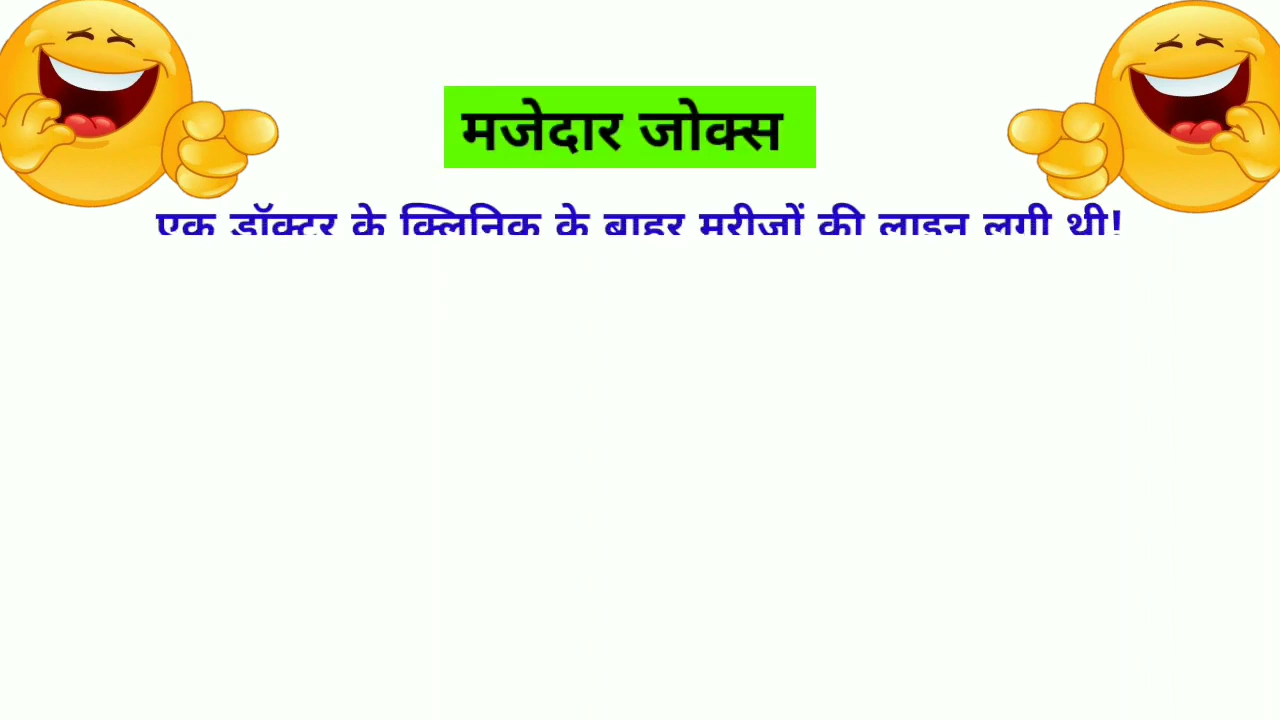 मजेदार जोक्स
एक डॉक्टर के क्लिनिक के बाहर मरीजों की लाइन लगी थी!